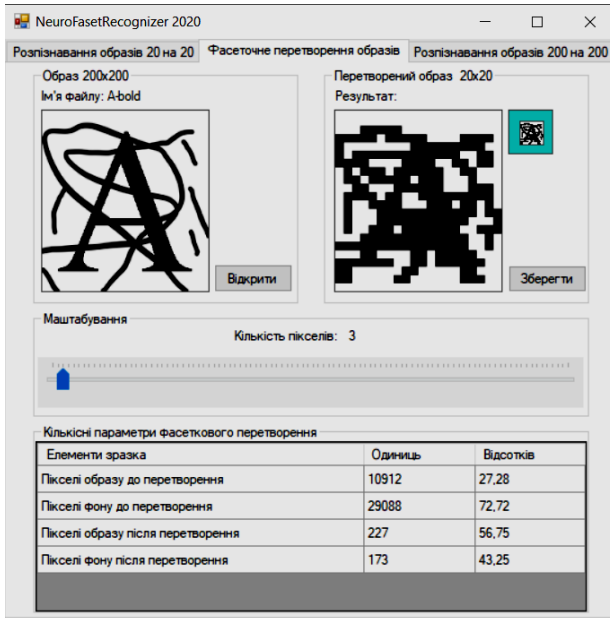 NeuroFasetRecognizer 2020
Розпізнавання образів 20 на 20 Фасеточне перетворення образів Розпізнавання образів 200 на 200
Образ 200x200
Ім'я файлу: A-bold
Відкрити
Перетворений образ 20x20
Результат:
Зберегти
Маштабування
Кількість пікселів: 3
Кількісні параметри фасеткового перетворення
Елементи зразка Одиниць Відсотків
Пікселі образу до перетворення 10912 27,28
Пікселі фону до перетворення 29088 72,72
Пікселі образу після перетворення 227 56,75
Пікселі фону після перетворення 173 43,25